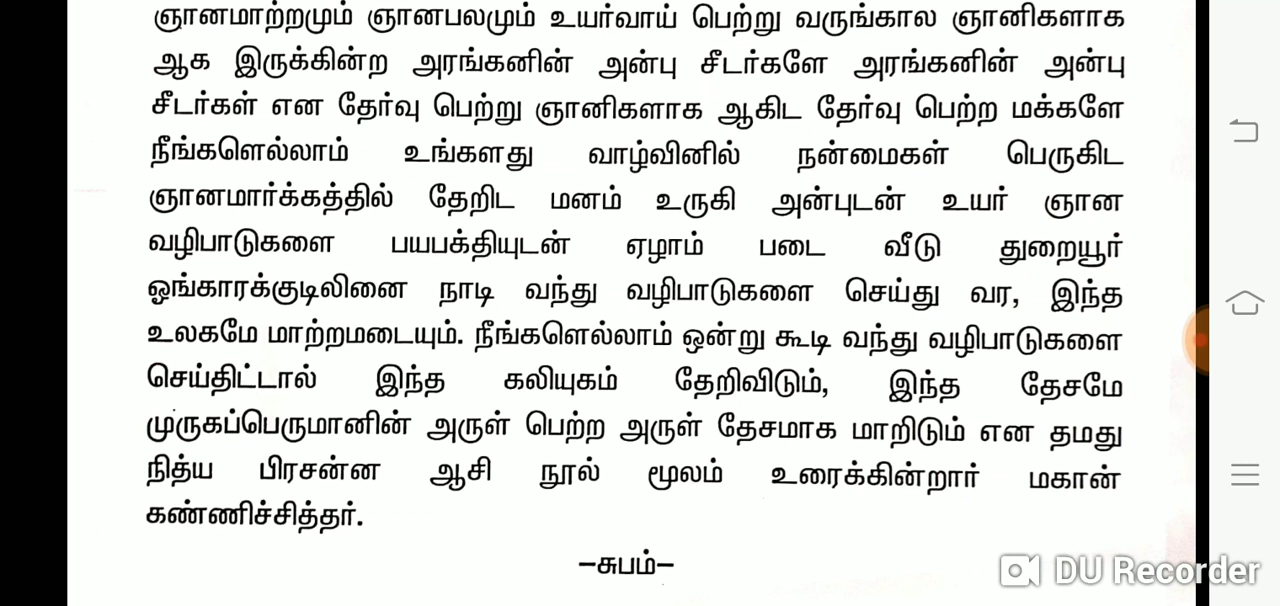 ஞானமாற்றமும் ஞானபலமும் உயர்வாய் பெற்று வருங்கால ஞானிகளாக
ஆக இருக்கின்ற அரங்கனின் அன்பு சீடர்களே அரங்கனின் அன்பு
சீடர்கள் என தேர்வு பெற்று ஞானிகளாக ஆகிட தேர்வு பெற்ற மக்களே
நீங்களெல்லாம் உங்களது வாழ்வினில் நன்மைகள் பெருகிட
ஞானமார்க்கத்தில் தேறிட மனம் உருகி அன்புடன் உயர் ஞான
வழிபாடுகளை பயபக்தியுடன் ஏழாம் படை வீடு துறையூர்
ஓங்காரக்குடிலினை நாடி வந்து வழிபாடுகளை செய்து வர, இந்த
உலகமே மாற்றமடையும். நீங்களெல்லாம் ஒன்று கூடி வந்து வழிபாடுகளை
செய்திட்டால் இந்த கலியுகம் தேறிவிடும், இந்த தேசமே
முருகப்பெருமானின் அருள் பெற்ற அருள் தேசமாக மாறிடும் என தமது
நித்ய பிரசன்ன ஆசி நூல் மூலம் உரைக்கின்றார் மகான்
கண்ணிச்சித்தர்.
–சுபம்–
DU Recorder